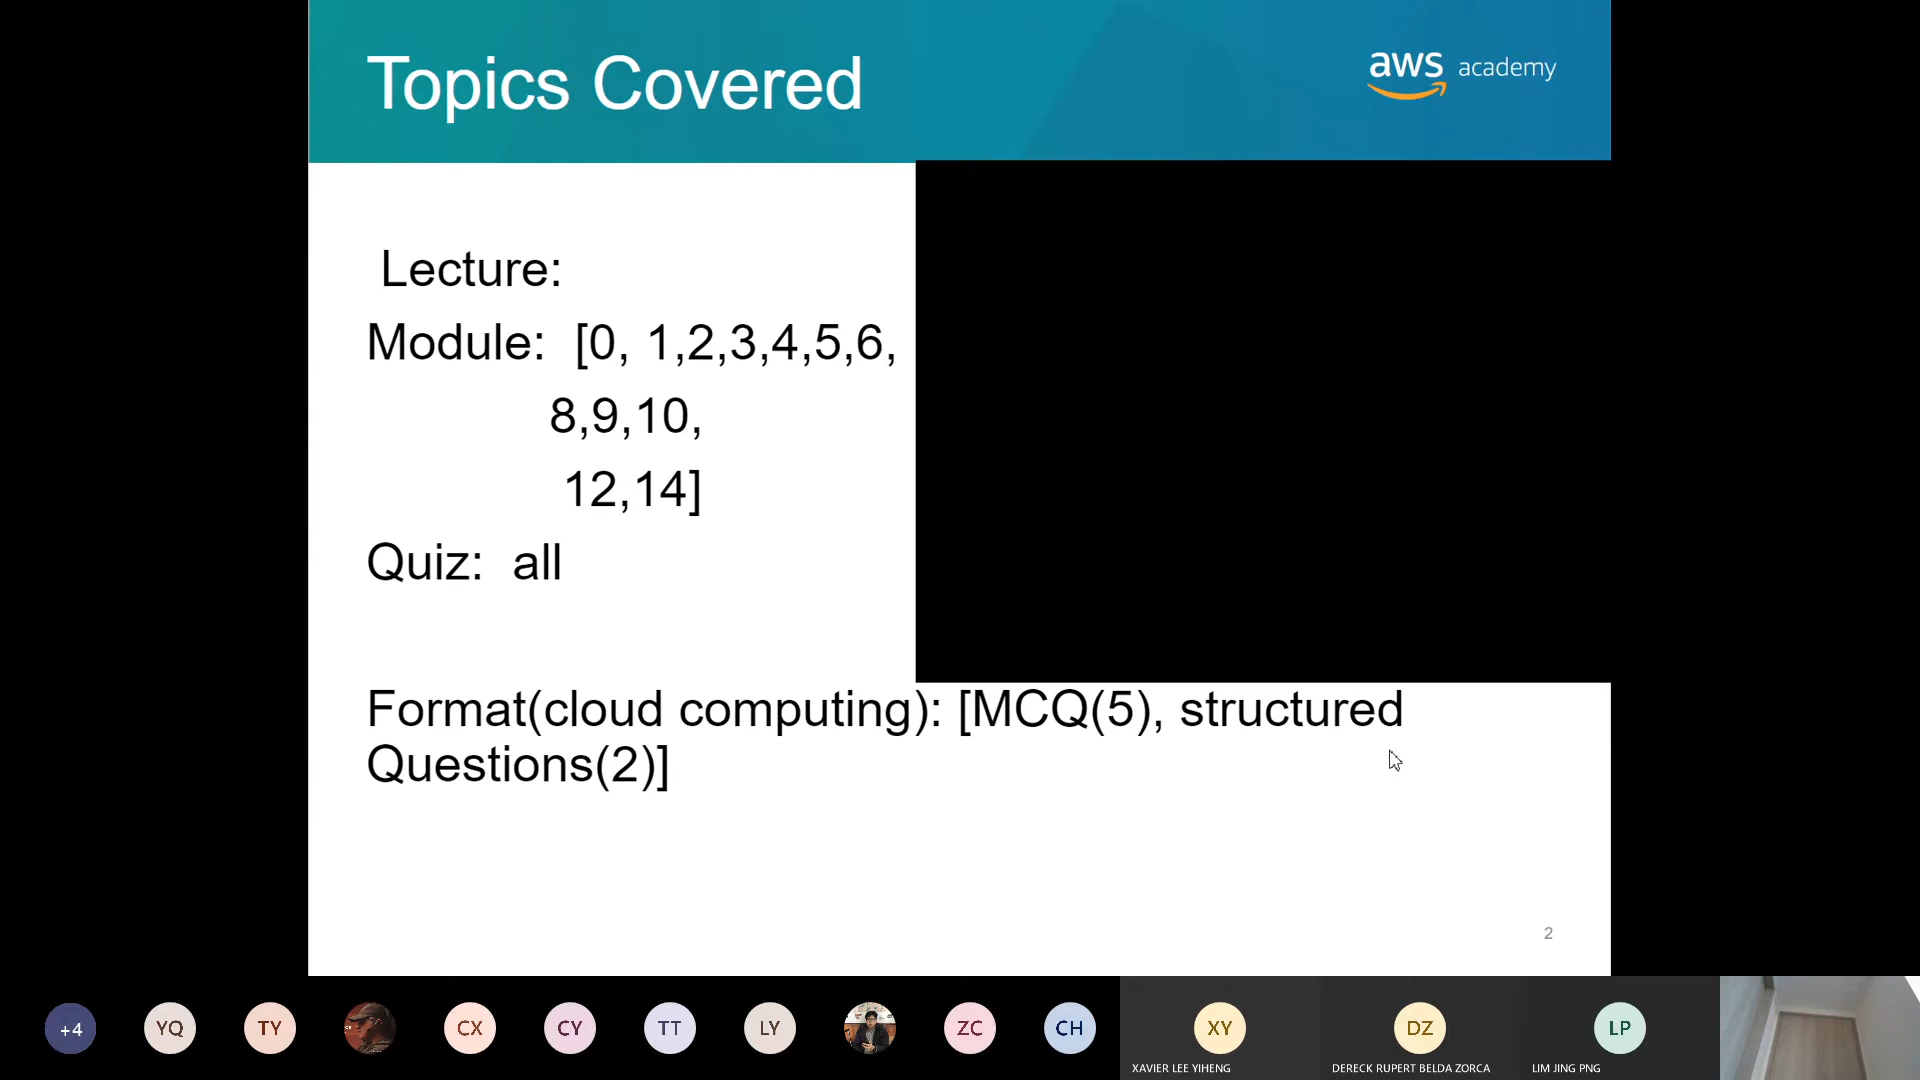 Topics Covered
aws academy
Lecture:
Module: [0, 1,2,3,4,5,6,
8,9,10,
12,14]
Quiz: all
Format(cloud computing): [MCQ(5), structured
Questions(2)]
2
+4
YQ
TY
CX
CY
TT
LY
ZC
CH
XY
DZ
LP
XAVIER LEE YIHENG
DERECK RUPERT BELDA ZORCA
LIM JING PNG